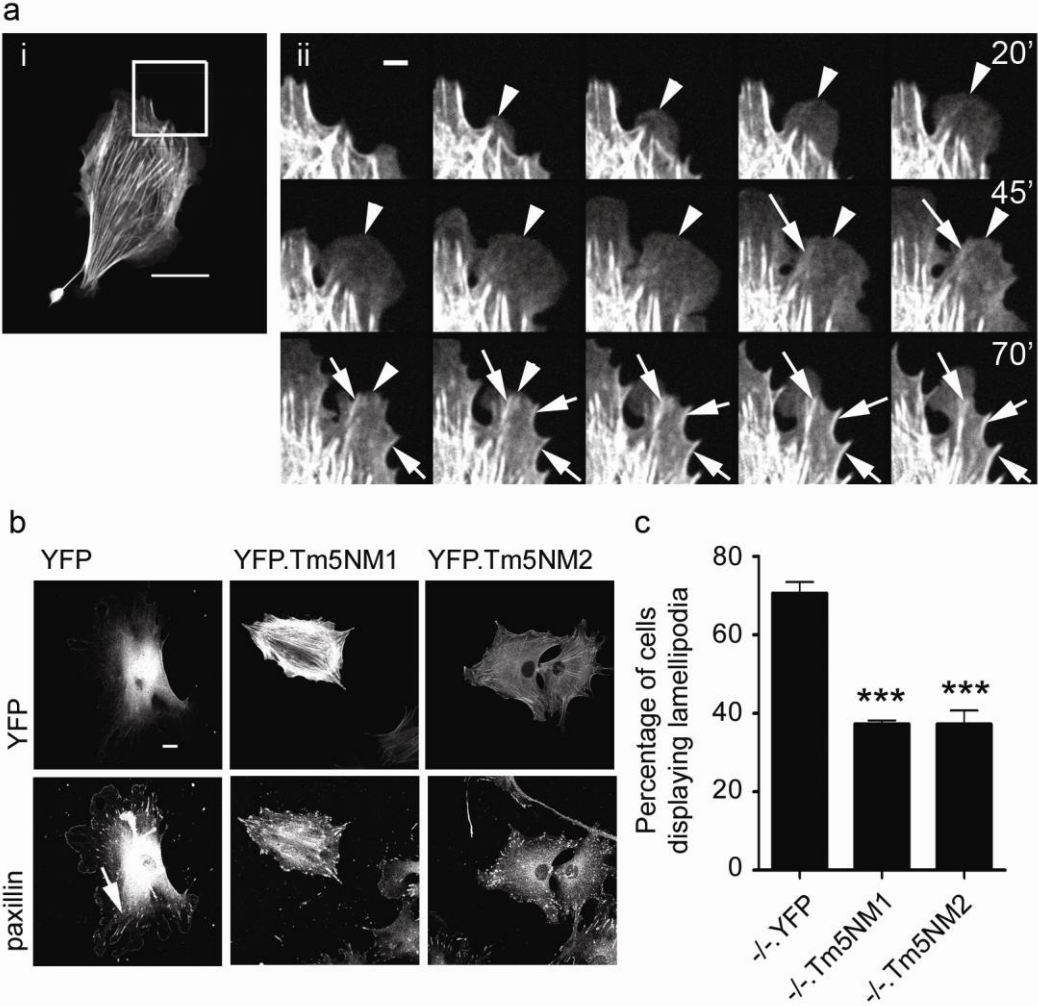 a
i
ii
20'
45'
70'
b
YFP
YFP.Tm5NM1
YFP.Tm5NM2
YFP
paxillin
c
Percentage of cells
displaying lamellipodia
80
60
40
20
0
***
***
-/-.YFP
-/-.Tm5NM1
-/-.Tm5NM2